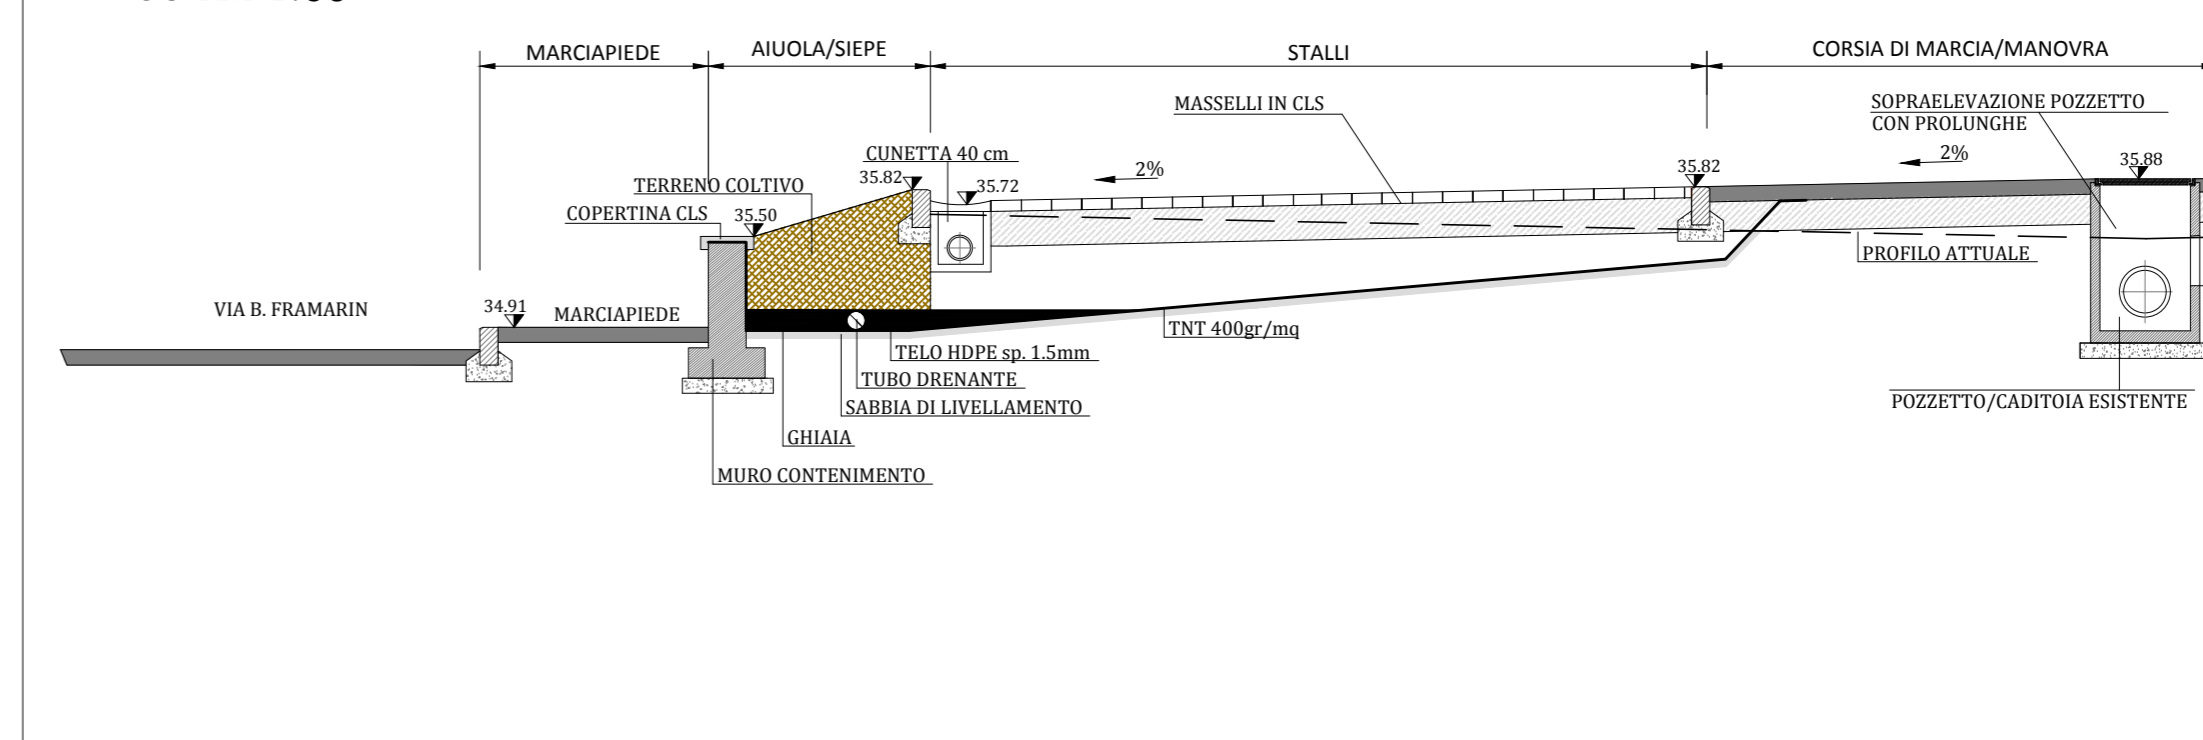 MARCIAPIEDE
AIUOLA/SIEPE
STALLI
CORSIA DI MARCIA/MANOVRA
MASSELLI IN CLS
SOPRAELEVAZIONE POZZETTO
CON PROLUNGHE
CUNETTA 40 cm
2%
2%
35.82
35.88
TERRENO COLTIVO
35.82
35.72
COPERTINA CLS
35.50
PROFILO ATTUALE
VIA B. FRAMARIN
34.91
MARCIAPIEDE
TNT 400gr/mq
TELO HDPE sp. 1.5mm
TUBO DRENANTE
SABBIA DI LIVELLAMENTO
POZZETTO/CADITOIA ESISTENTE
GHIAIA
MURO CONTENIMENTO